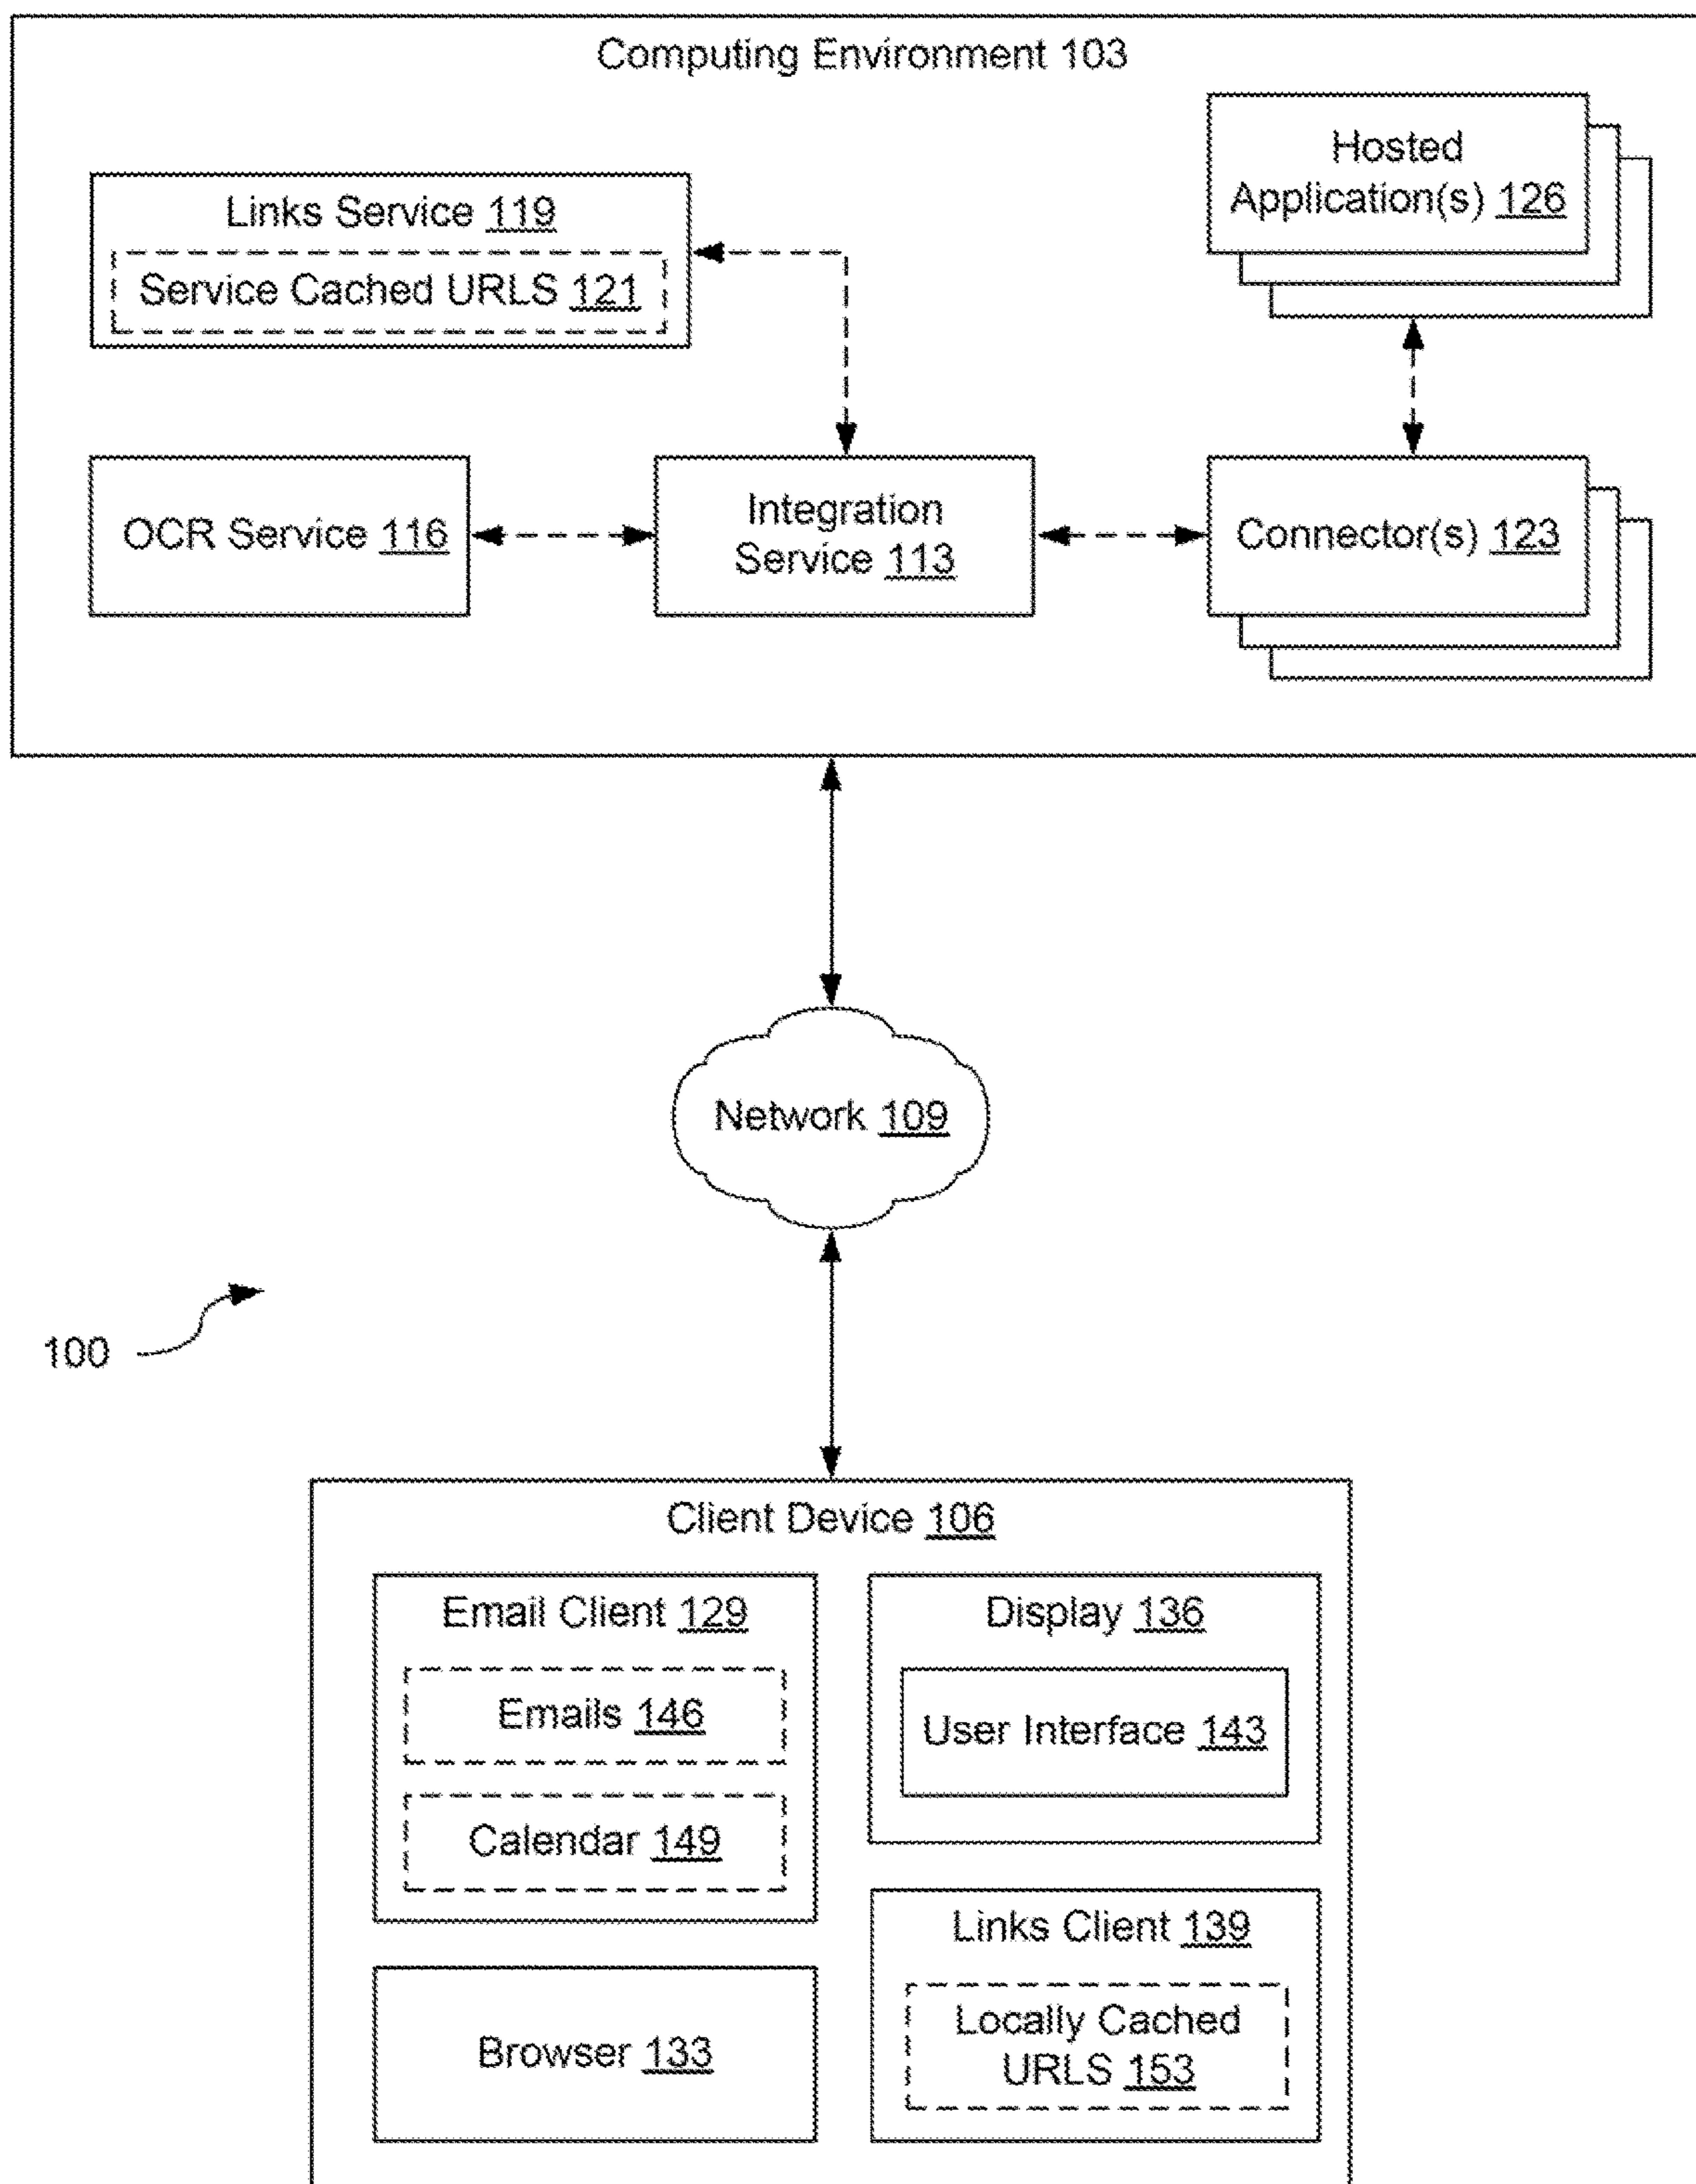 Computing Environment 103
Hosted
Application(s) 126
Links Service 119
Service Cached URLS 121
OCR Service 116
Integration
Service 113
Connector(s) 123
Network 109
100
Client Device 106
Email Client 129
Emails 146
Calendar 149
Display 136
User Interface 143
Browser 133
Links Client 139
Locally Cached
URLS 153